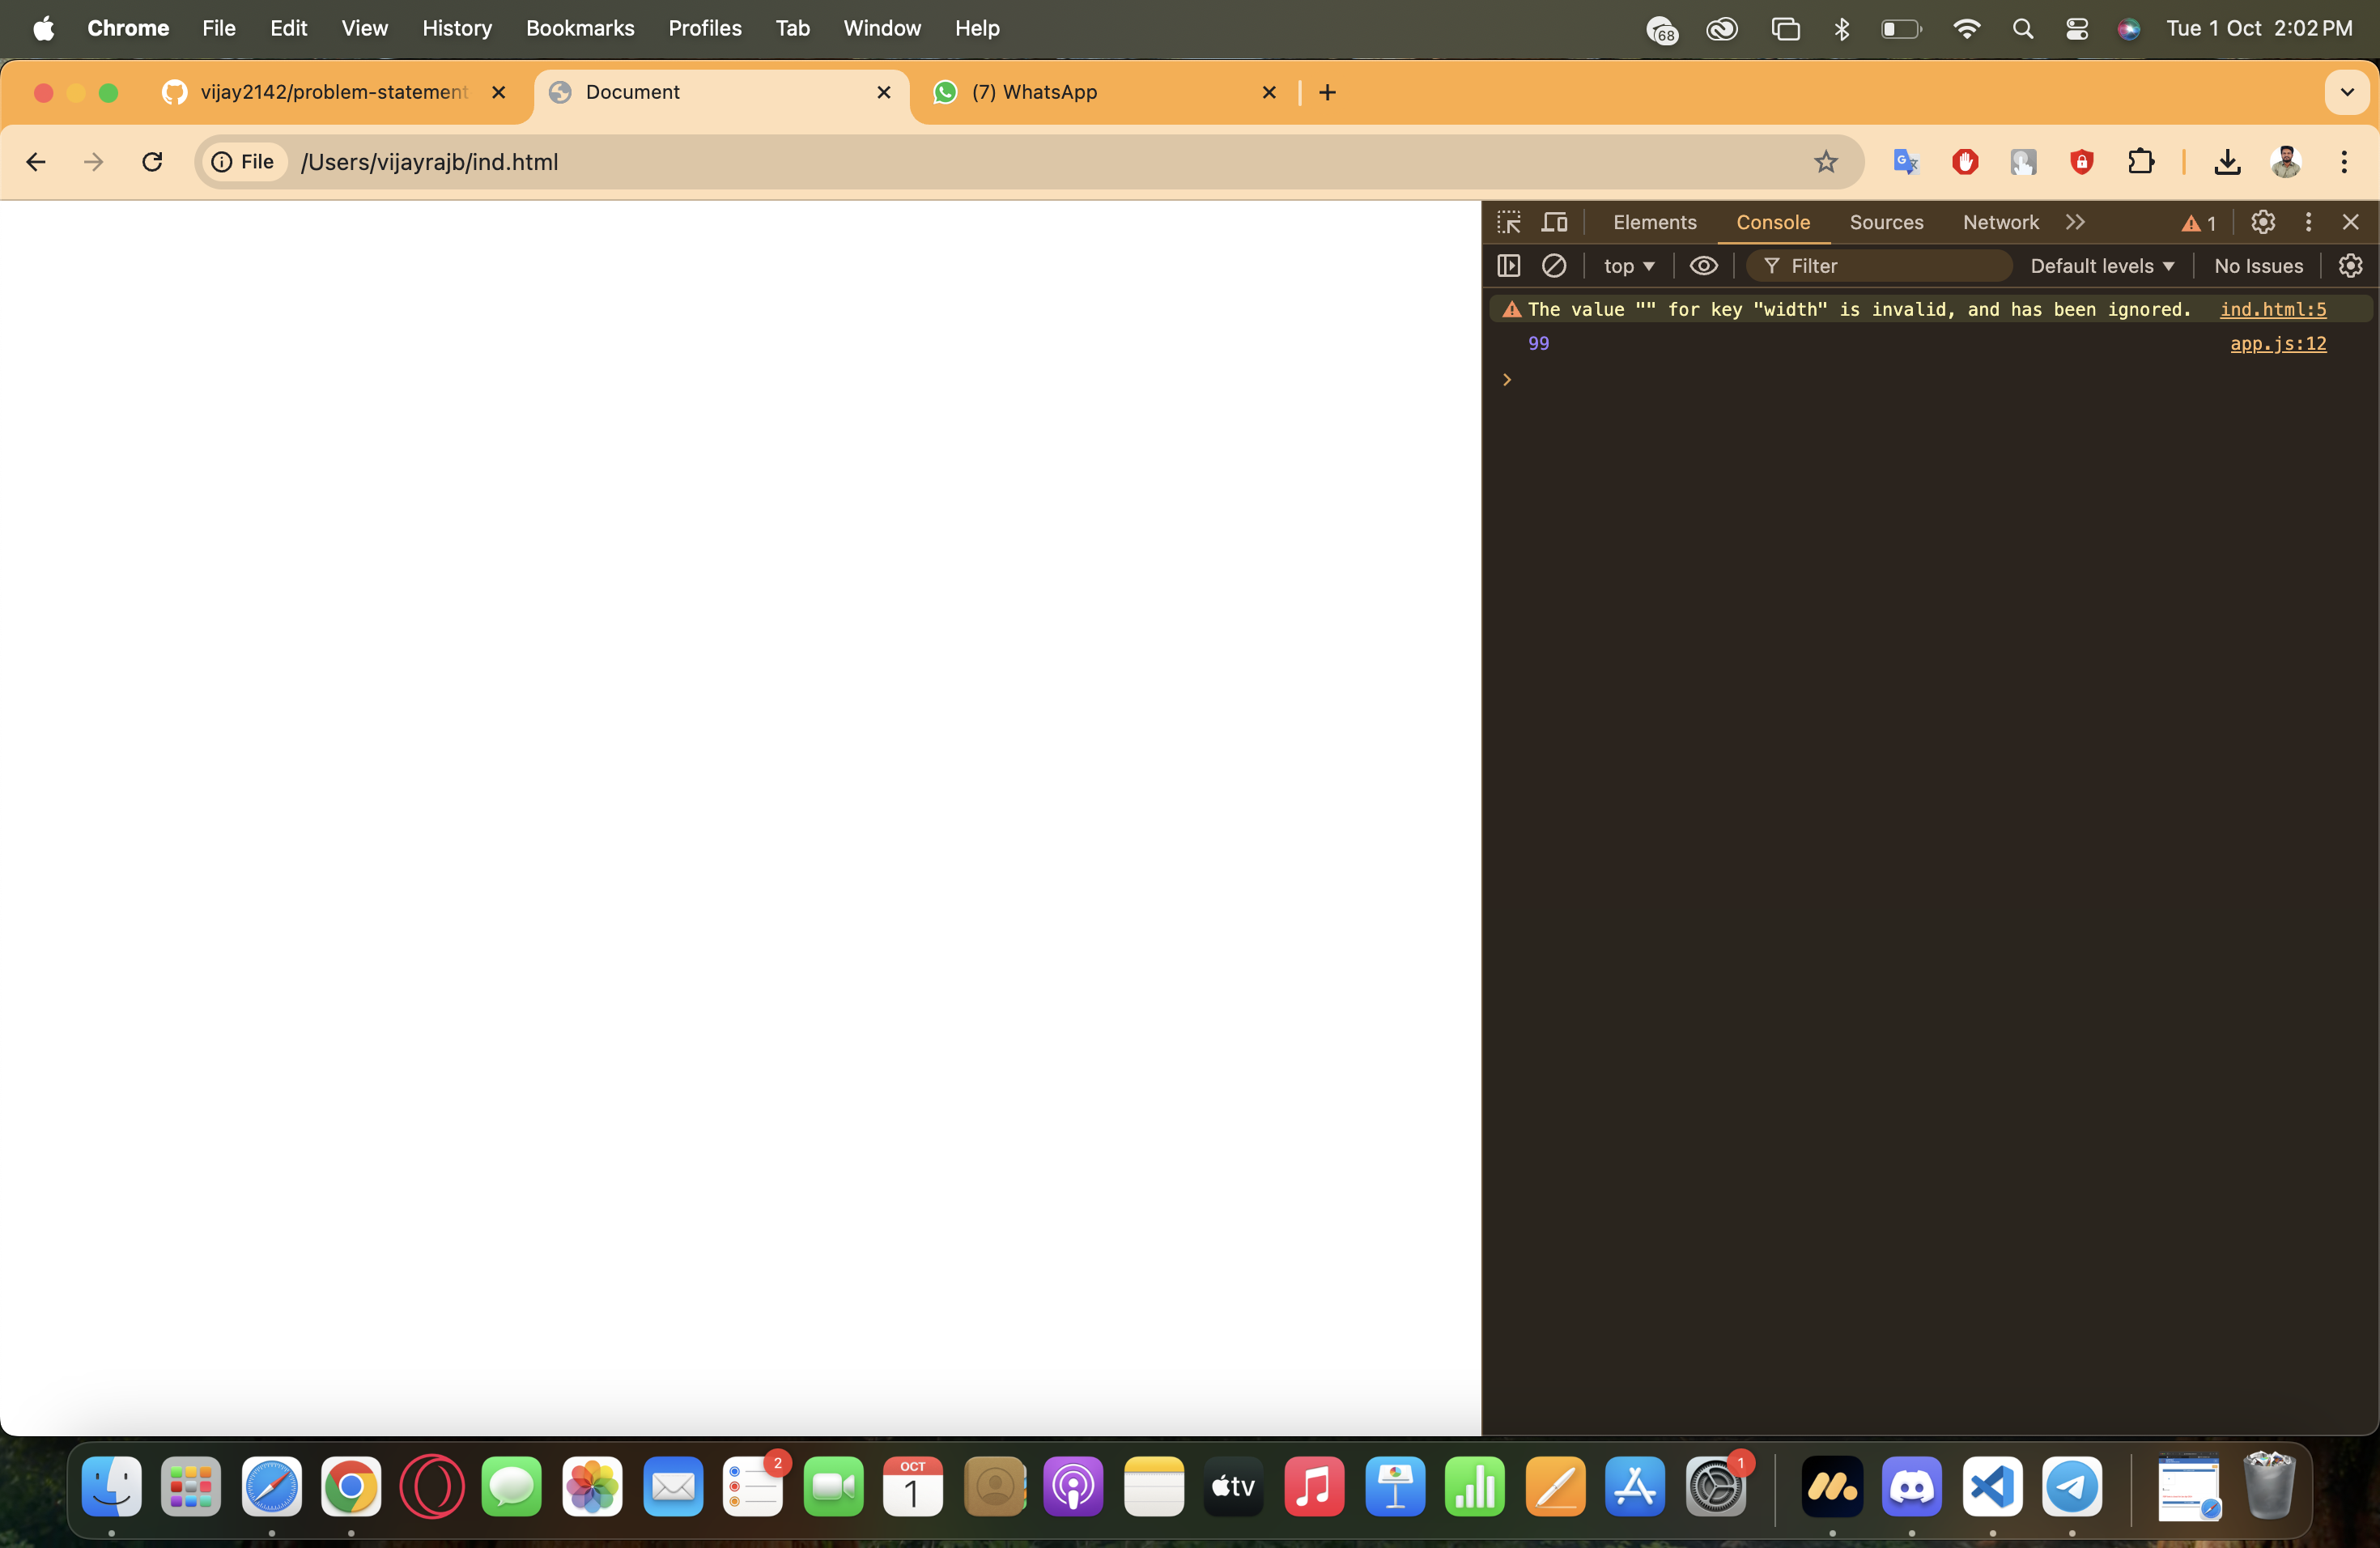 Chrome File Edit View History Bookmarks Profiles Tab Window Help 68 Tue 1 Oct 2:02 PM
vijay2142/problem-statement Document (7) WhatsApp
File /Users/vijayrajb/ind.html
Elements Console Sources Network 1
top Filter Default levels No Issues
The value "" for key "width" is invalid, and has been ignored. ind.html:5
99 app.js:12
2 OCT 1 tv 1